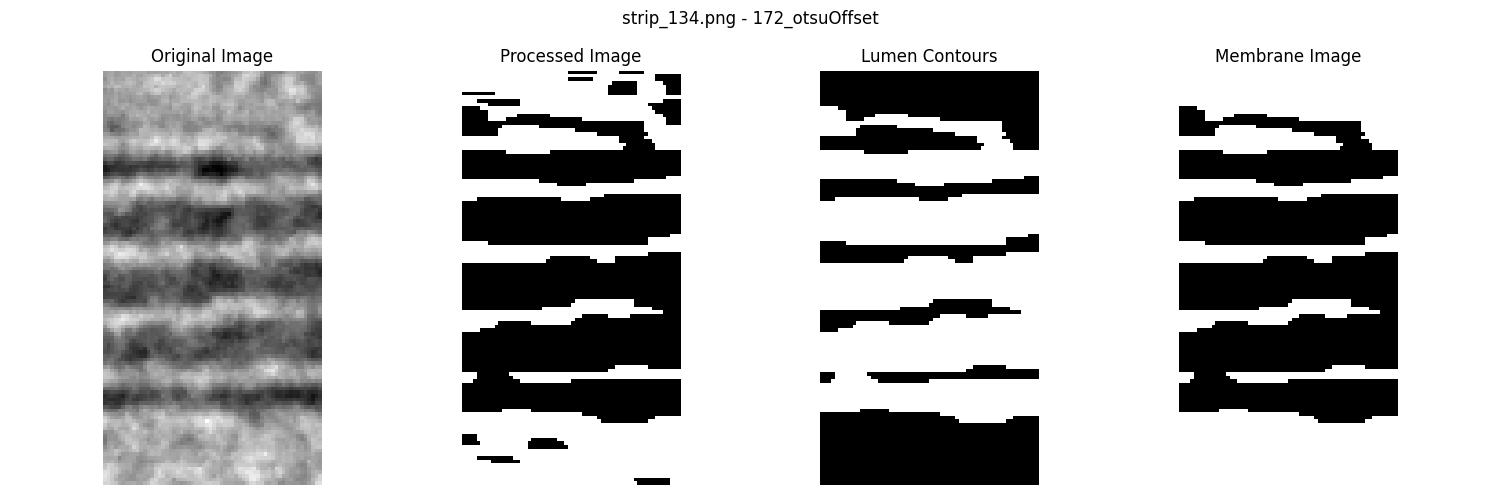 strip_134.png - 172_otsuOffset
Original Image
Processed Image
Lumen Contours
Membrane Image